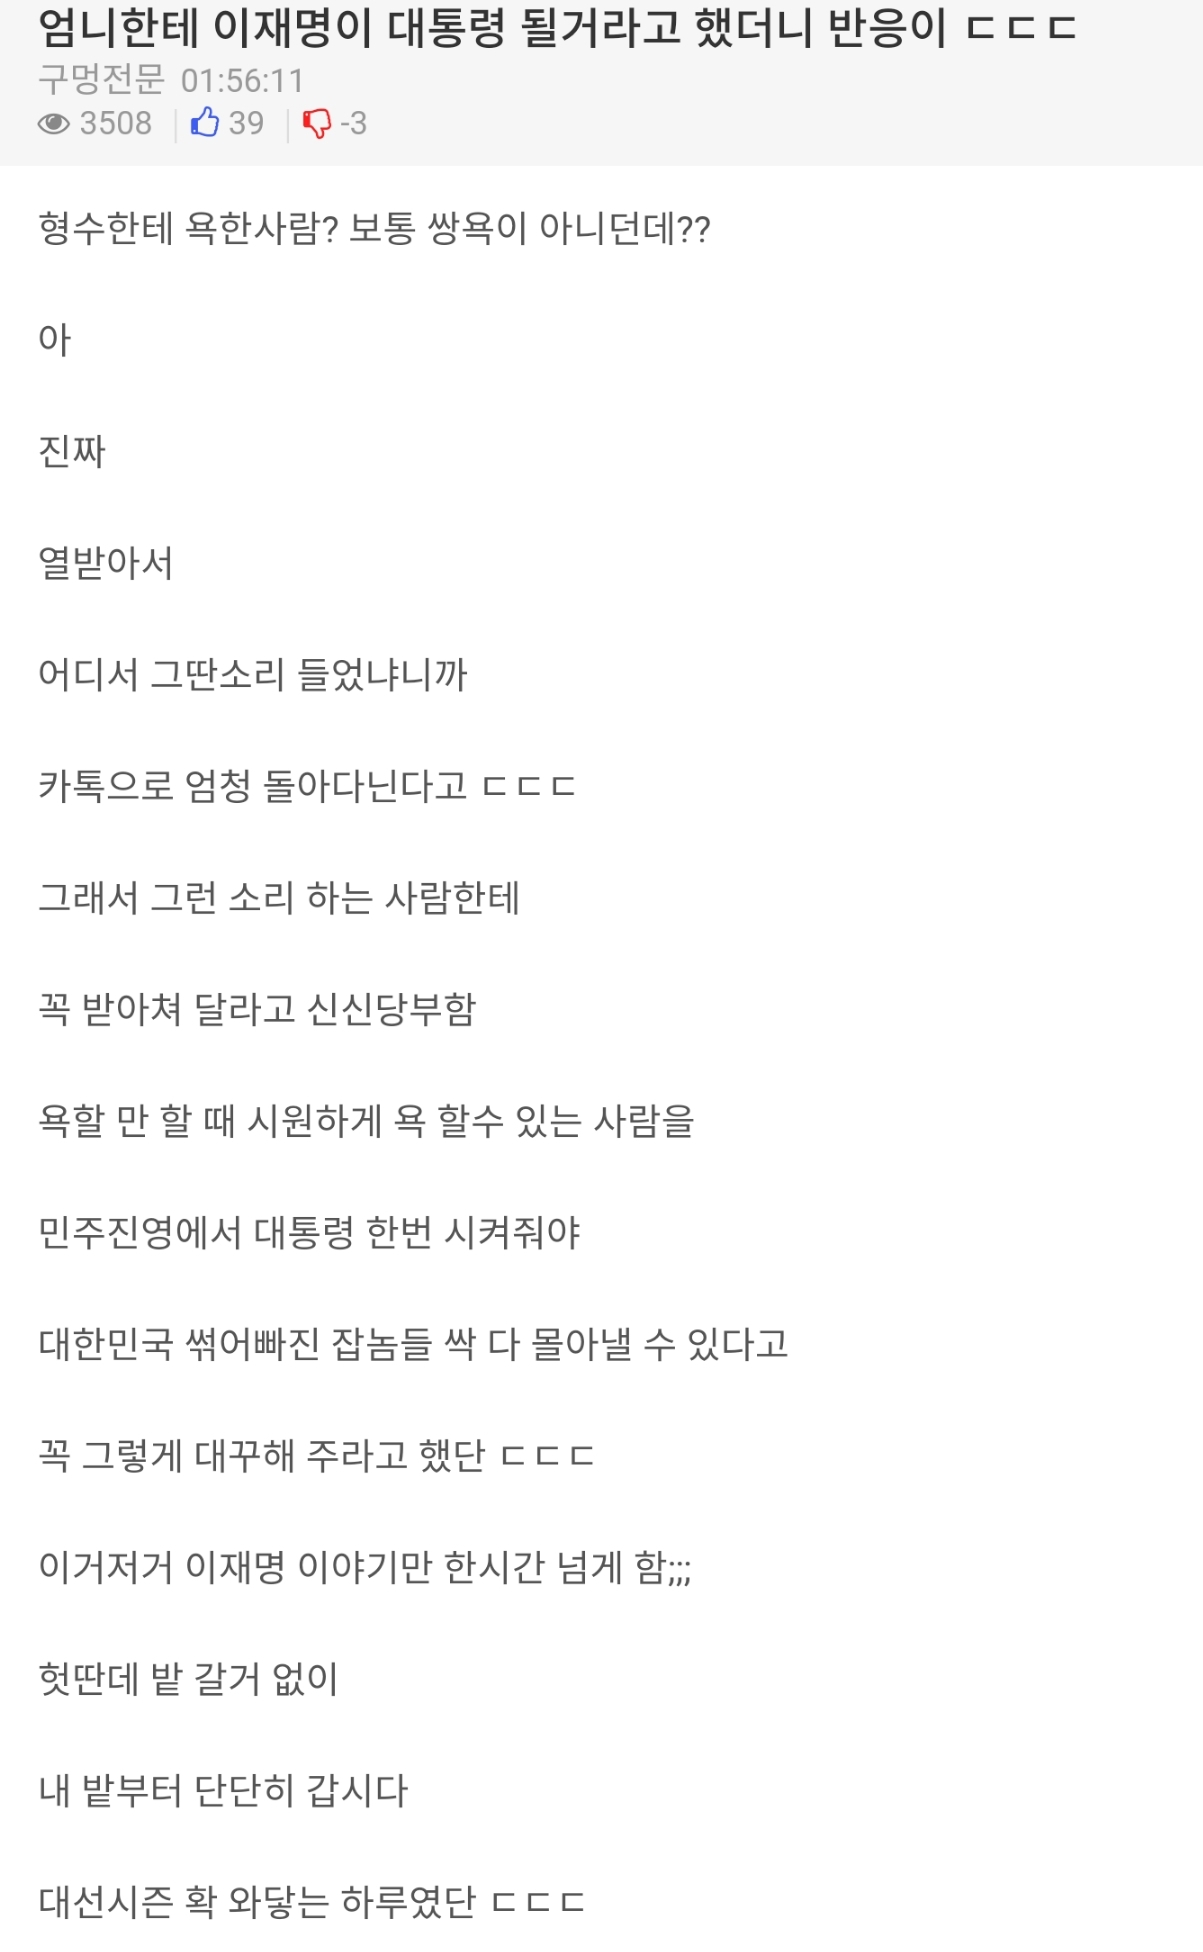 엄니한테 이재명이 대통령 될거라고 했더니 반응이 ㄷㄷㄷ
구멍전문 01:56:11
3508 39 -3
형수한테 욕한사람? 보통 쌍욕이 아니던데??
아
진짜
열받아서
어디서 그딴소리 들었냐니까
카톡으로 엄청 돌아다닌다고 ㄷㄷㄷ
그래서 그런 소리 하는 사람한테
꼭 받아쳐 달라고 신신당부함
욕할 만 할 때 시원하게 욕 할수 있는 사람을
민주진영에서 대통령 한번 시켜줘야
대한민국 썪어빠진 잡놈들 싹 다 몰아낼 수 있다고
꼭 그렇게 대꾸해 주라고 했단 ㄷㄷㄷ
이거저거 이재명 이야기만 한시간 넘게 함;;;
헛딴데 밭 갈거 없이
내 밭부터 단단히 갑시다
대선시즌 확 와닿는 하루였단 ㄷㄷㄷ